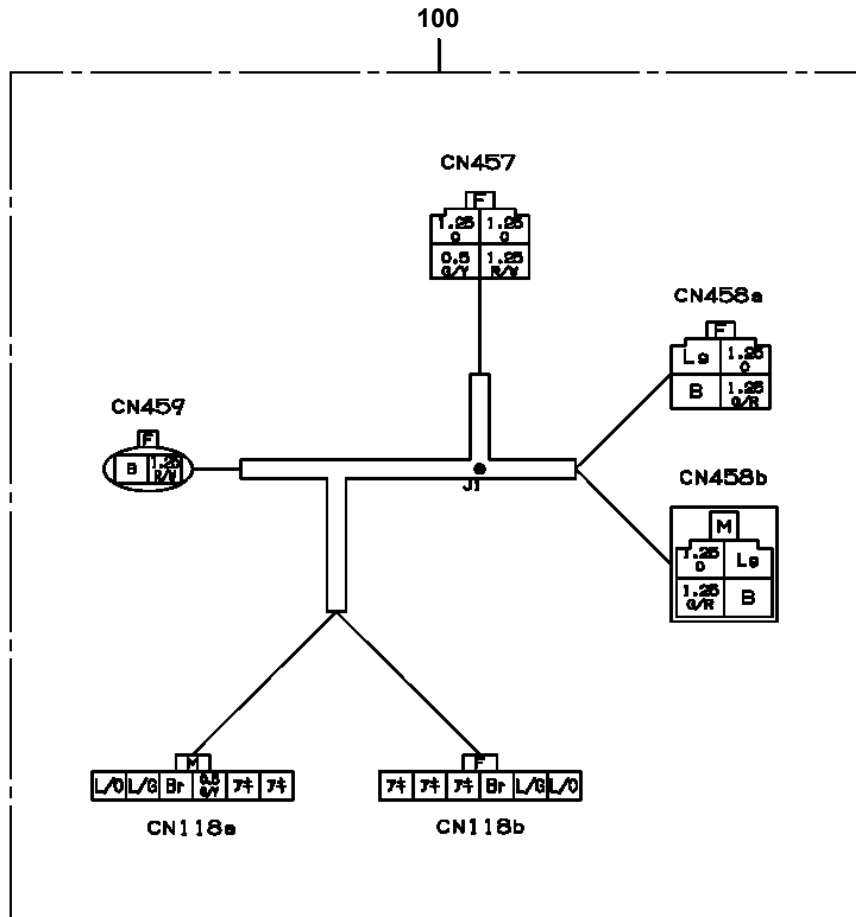 100
CN457
F
1.25 O
1.25 O
0.5 G/Y
1.25 R/W
CN458a
F
Lg
1.25 O
B
1.25 G/R
CN459
F
B
1.25 R/W
J1
CN458b
M
1.25 O
Lg
1.25 G/R
B
M
L/O L/G Br 0.5 G/Y アキ アキ
CN118a
F
アキ アキ アキ Br L/G L/O
CN118b